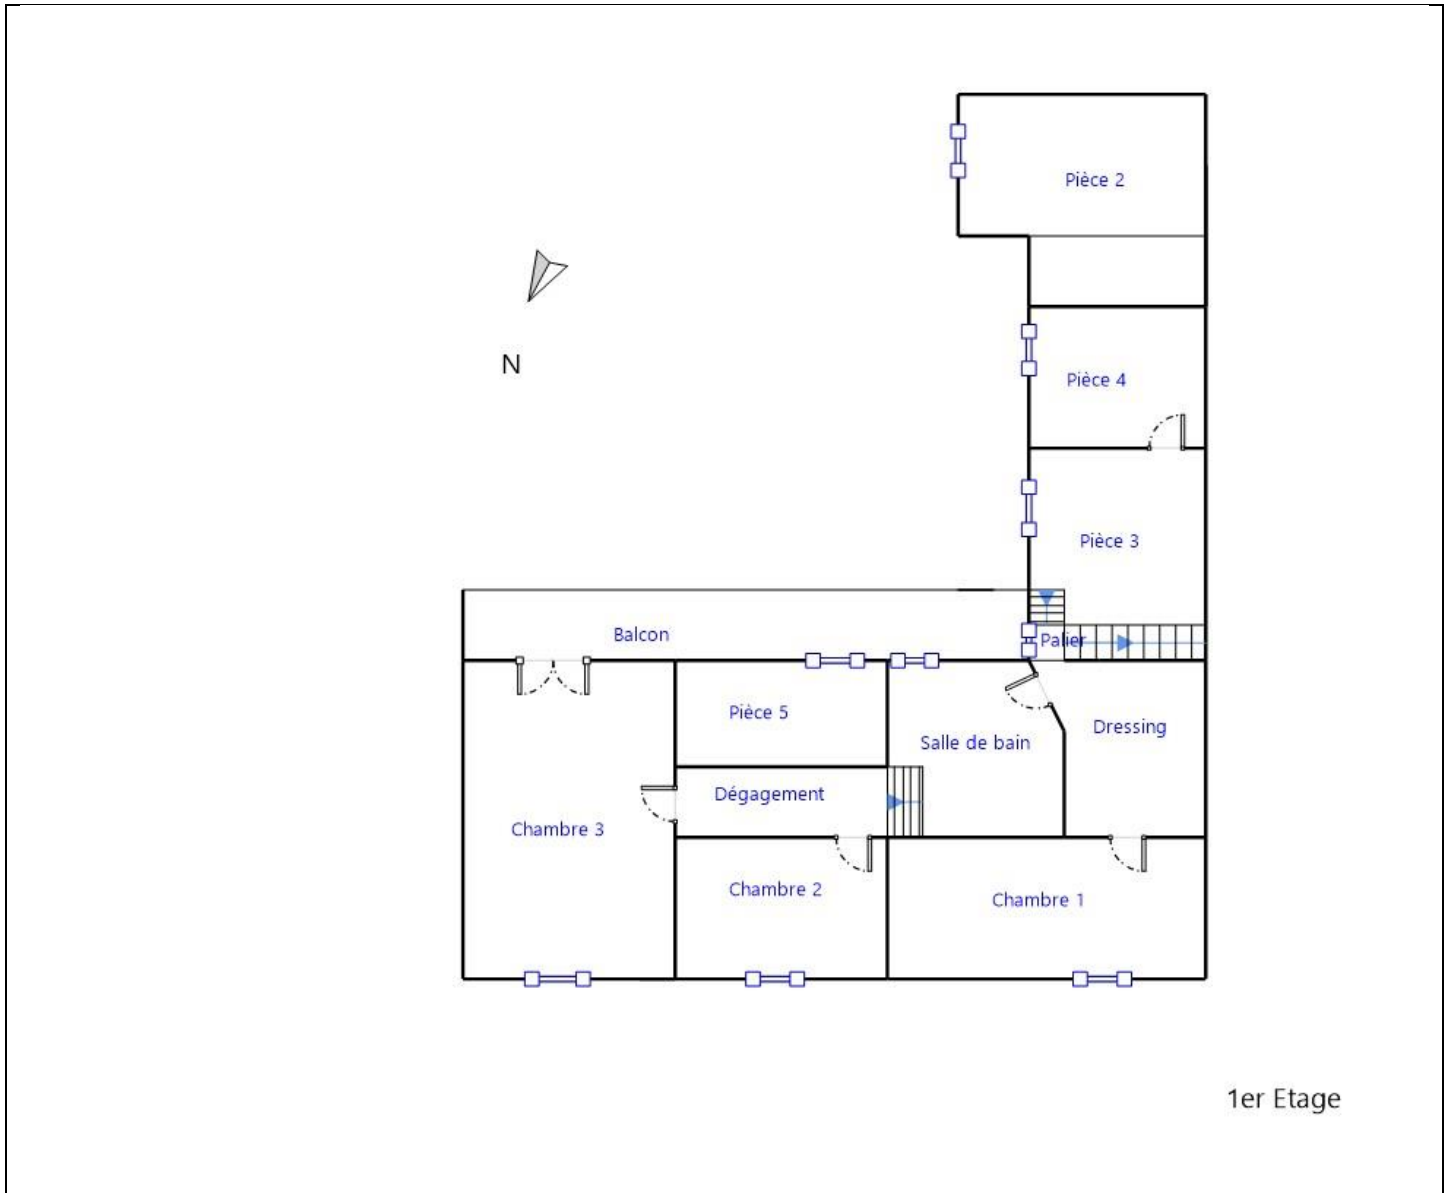 Pièce 2
N
Pièce 4
Pièce 3
Balcon
Palier
Pièce 5
Salle de bain
Dressing
Dégagement
Chambre 3
Chambre 2
Chambre 1
1er Etage